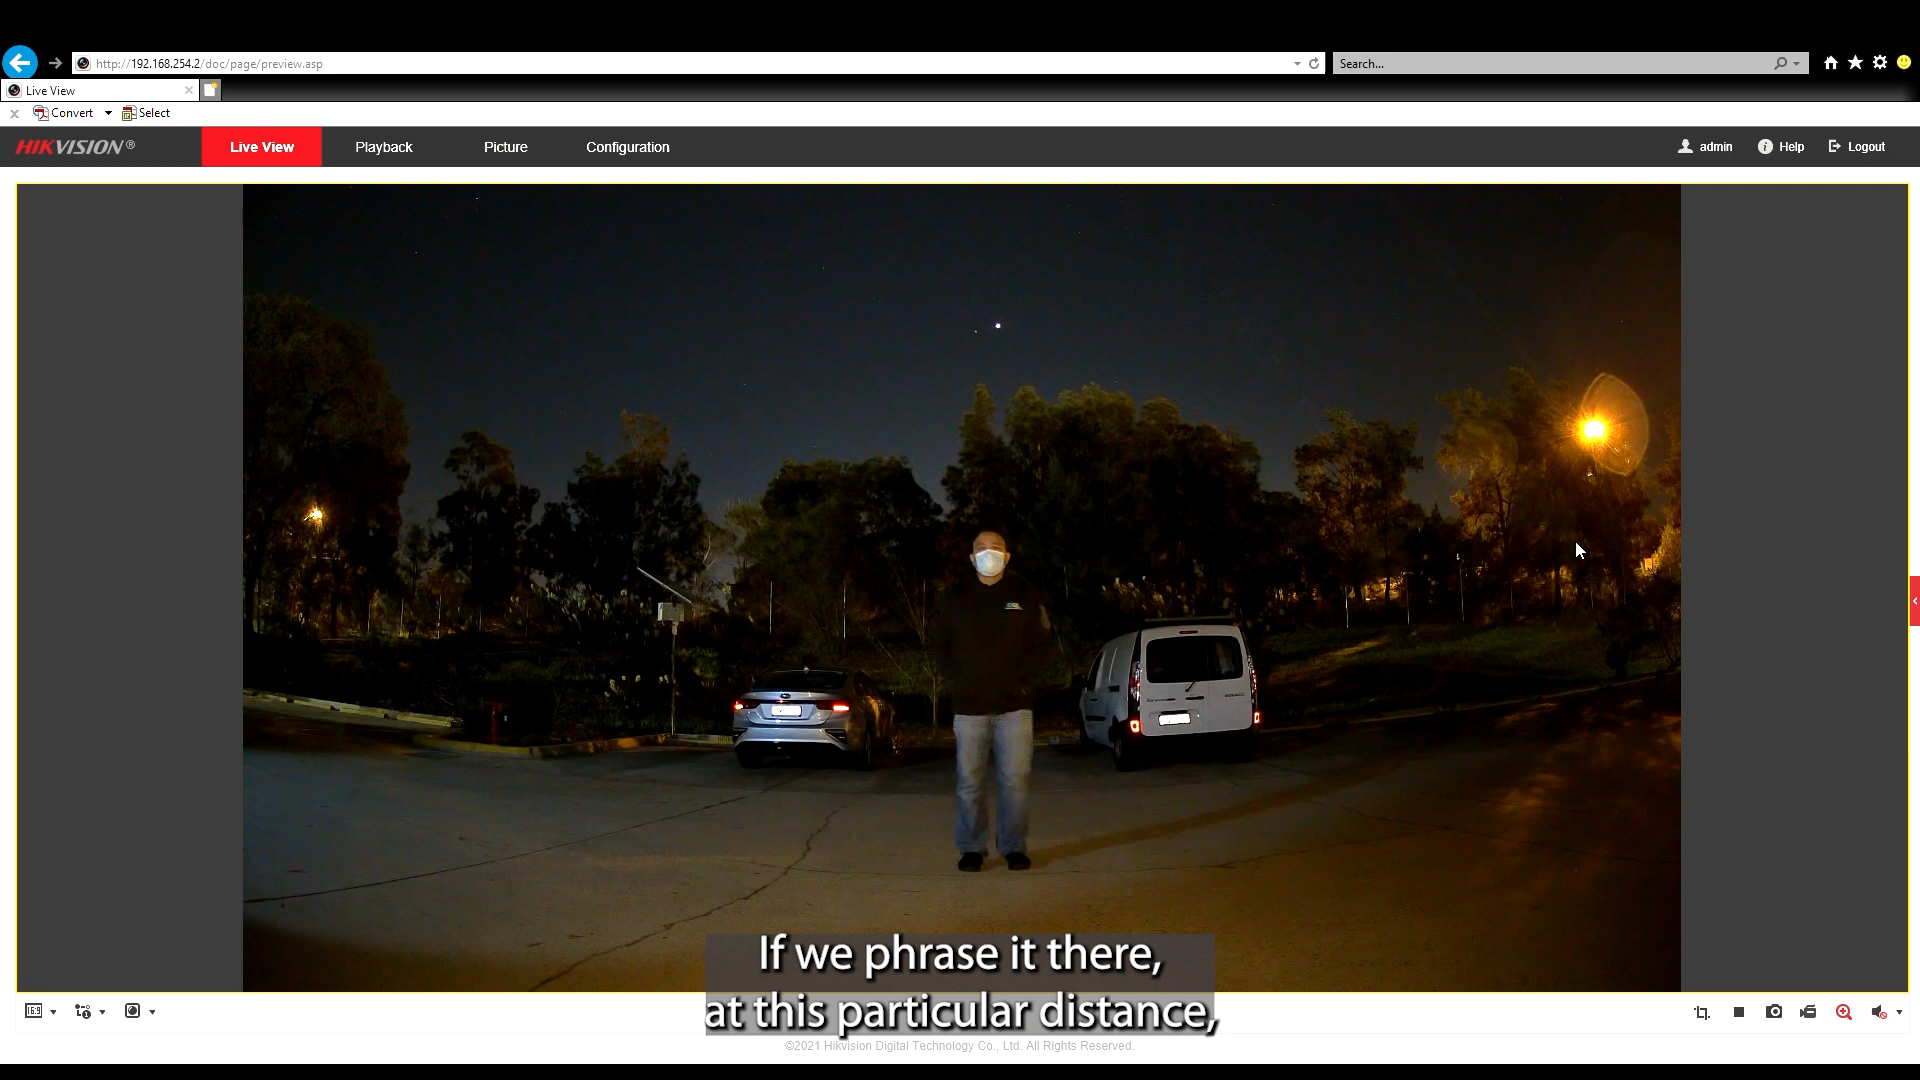 http://192.168.254.2/doc/page/preview.asp
Search...
Live View
Convert
Select
HIKVISION®
Live View
Playback
Picture
Configuration
admin
Help
Logout
If we phrase it there,
at this particular distance,
16:9
©2021 Hikvision Digital Technology Co., Ltd. All Rights Reserved.